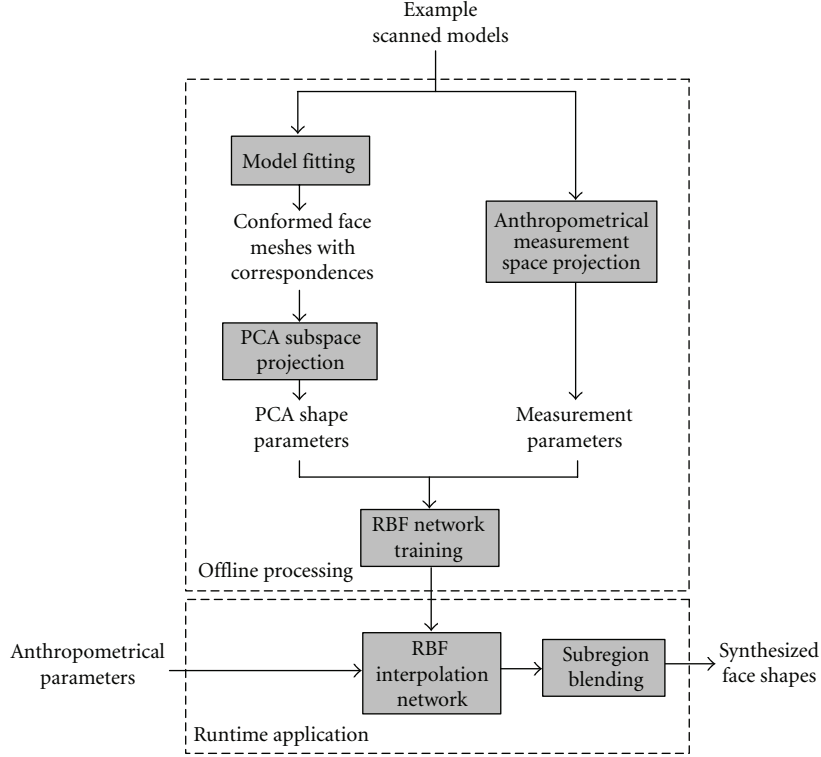 Example
scanned models
Model fitting
Conformed face
meshes with
correspondences
Anthropometrical
measurement
space projection
PCA subspace
projection
PCA shape
parameters
Measurement
parameters
RBF network
training
Offline processing
Anthropometrical
parameters
RBF
interpolation
network
Subregion
blending
Synthesized
face shapes
Runtime application